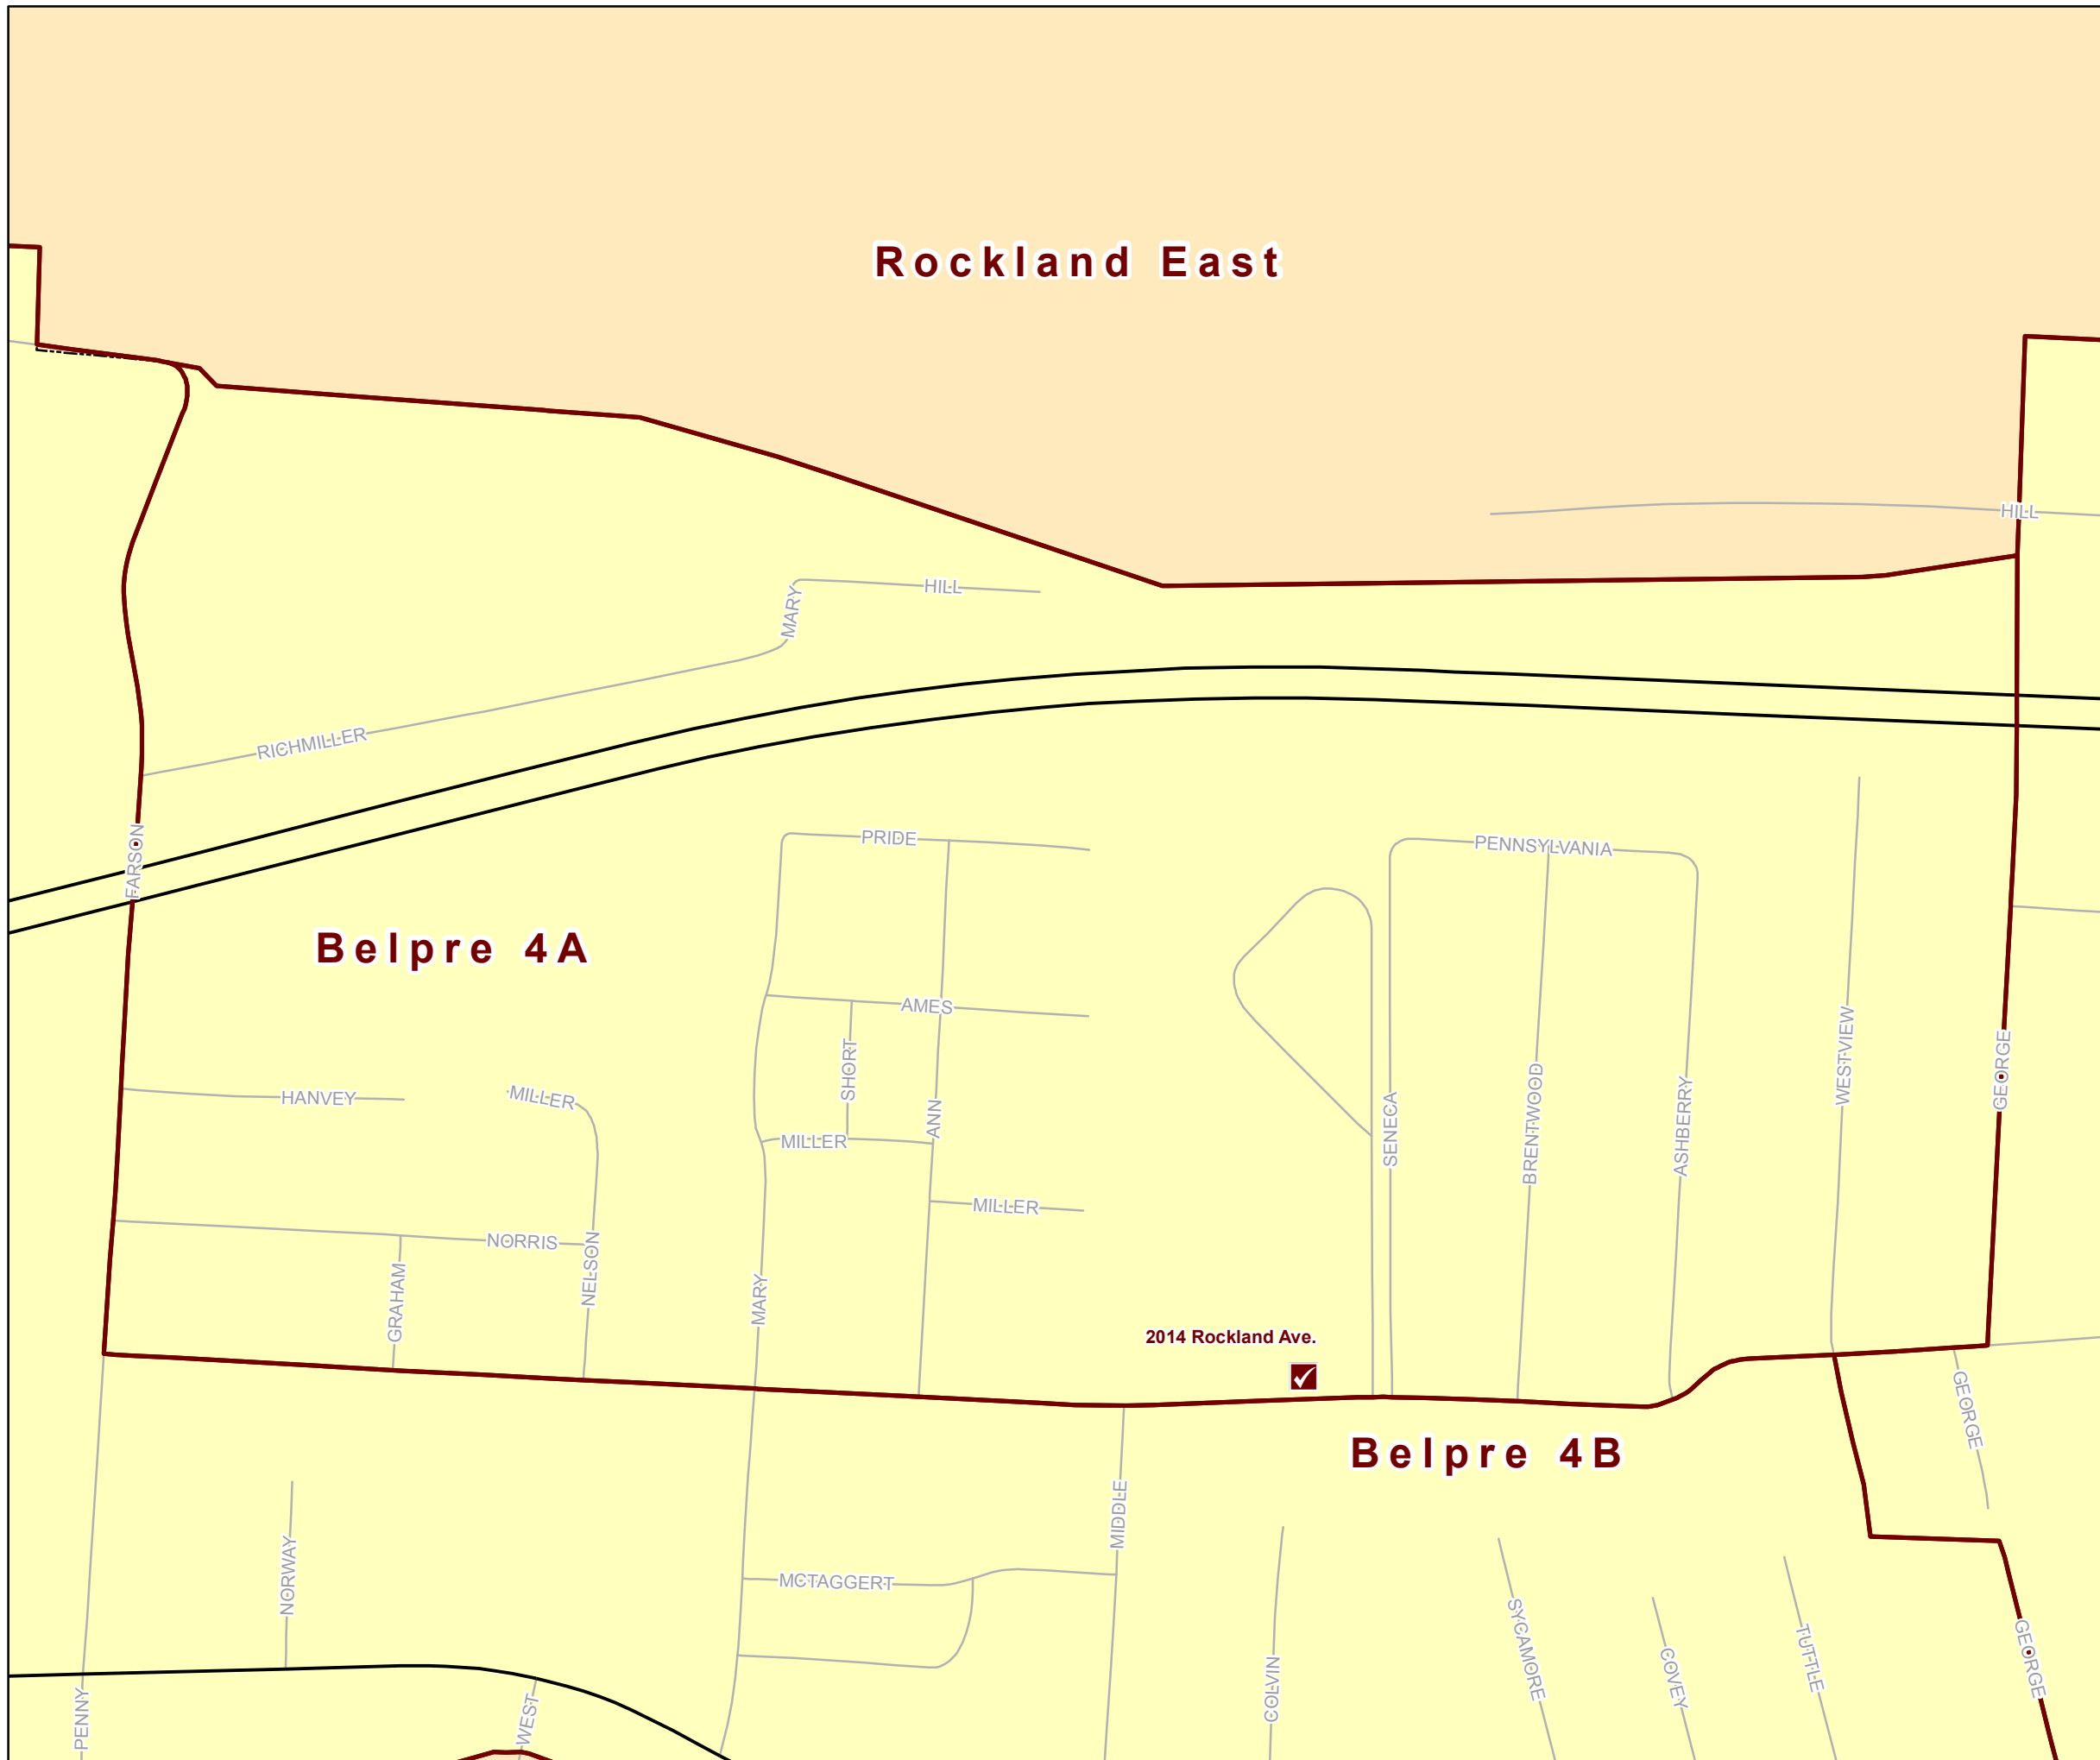 Rockland East
HILL
HILL
MARY
RICHMILLER
FARSON
PRIDE
PENNSYLVANIA
Belpre 4A
AMES
SHORT
WESTVIEW
GEORGE
HANVEY
MILLER
ANN
SENECA
BRENTWOOD
ASHBERRY
MILLER
MILLER
NORRIS
NELSON
GRAHAM
MARY
2014 Rockland Ave.
GEORGE
Belpre 4B
MIDDLE
NORWAY
MCTAGGERT
SYCAMORE
TUTTLE
GEORGE
COVEY
COLVIN
PENNY
WEST